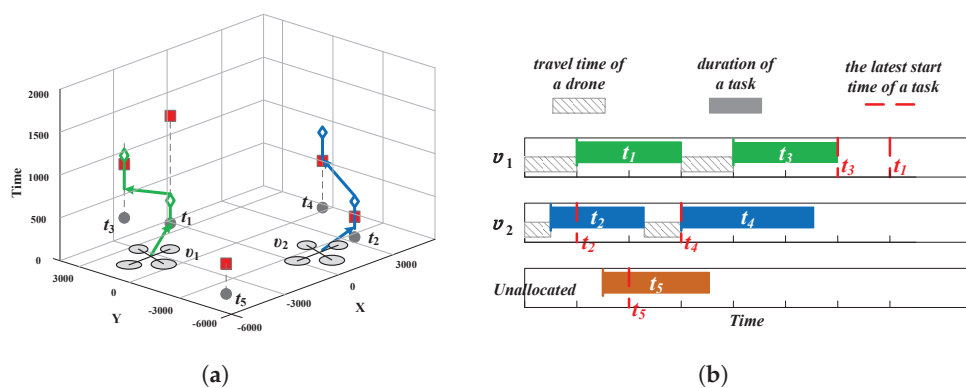 2000
1500
1000
500
0
Time
t3
t1
t4
t2
t5
v1
v2
3000
0
-3000
-6000
Y
-6000
-3000
0
3000
X
(a)
travel time of
a drone
duration of
a task
the latest start
time of a task
v1
t1
t3
t3
t1
v2
t2
t4
t2
t4
Unallocated
t5
t5
Time
(b)